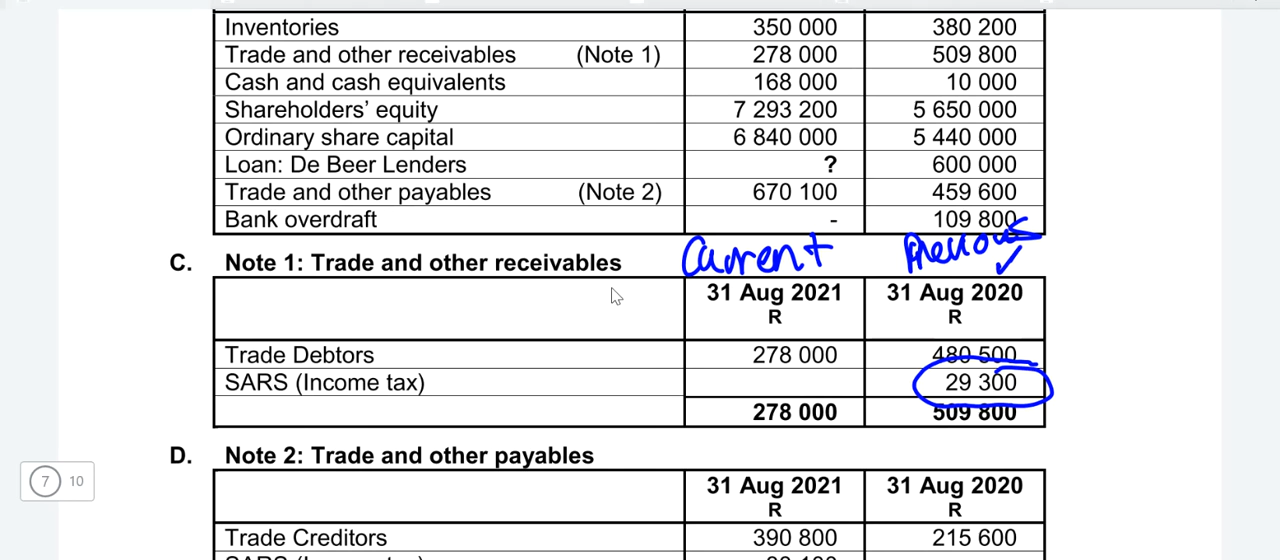 Inventories 350 000 380 200
Trade and other receivables (Note 1) 278 000 509 800
Cash and cash equivalents 168 000 10 000
Shareholders’ equity 7 293 200 5 650 000
Ordinary share capital 6 840 000 5 440 000
Loan: De Beer Lenders ? 600 000
Trade and other payables (Note 2) 670 100 459 600
Bank overdraft - 109 800
Current Previous
C. Note 1: Trade and other receivables
31 Aug 2021 31 Aug 2020
R R
Trade Debtors 278 000 480 500
SARS (Income tax) 29 300
278 000 509 800
D. Note 2: Trade and other payables
7 10
31 Aug 2021 31 Aug 2020
R R
Trade Creditors 390 800 215 600